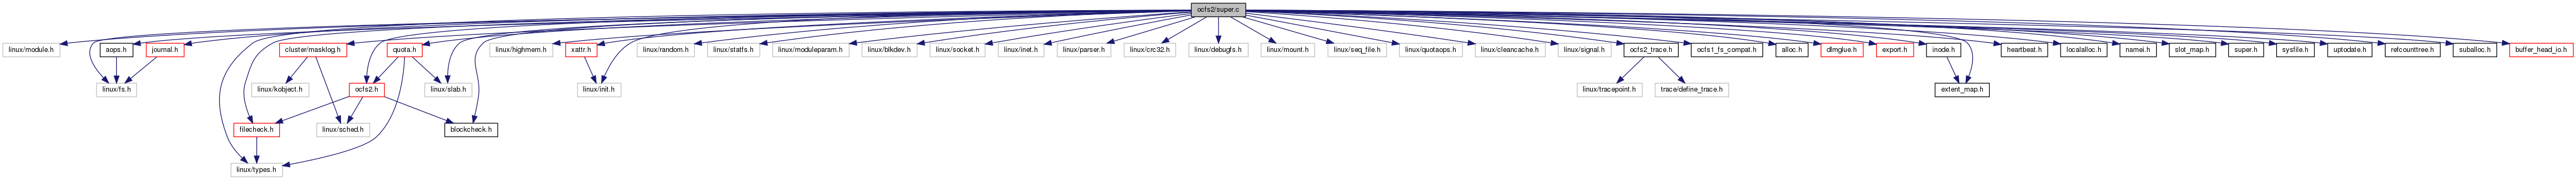 ocfs2/super.c
linux/module.h
aops.h
journal.h
cluster/masklog.h
quota.h
linux/highmem.h
xattr.h
linux/random.h
linux/statfs.h
linux/moduleparam.h
linux/blkdev.h
linux/socket.h
linux/inet.h
linux/parser.h
linux/crc32.h
linux/debugfs.h
linux/mount.h
linux/seq_file.h
linux/quotaops.h
linux/cleancache.h
linux/signal.h
ocfs2_trace.h
ocfs1_fs_compat.h
alloc.h
dlmglue.h
export.h
inode.h
heartbeat.h
localalloc.h
namei.h
slot_map.h
super.h
sysfile.h
uptodate.h
refcounttree.h
suballoc.h
buffer_head_io.h
linux/fs.h
linux/kobject.h
ocfs2.h
linux/slab.h
linux/init.h
linux/tracepoint.h
trace/define_trace.h
extent_map.h
filecheck.h
linux/sched.h
blockcheck.h
linux/types.h